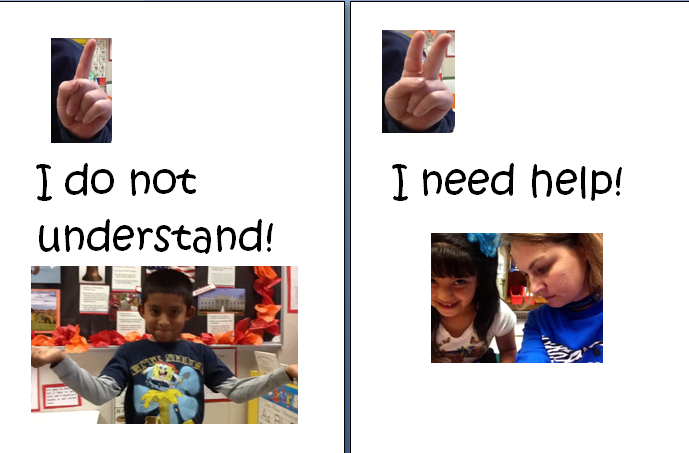 I do not
understand!
I need help!